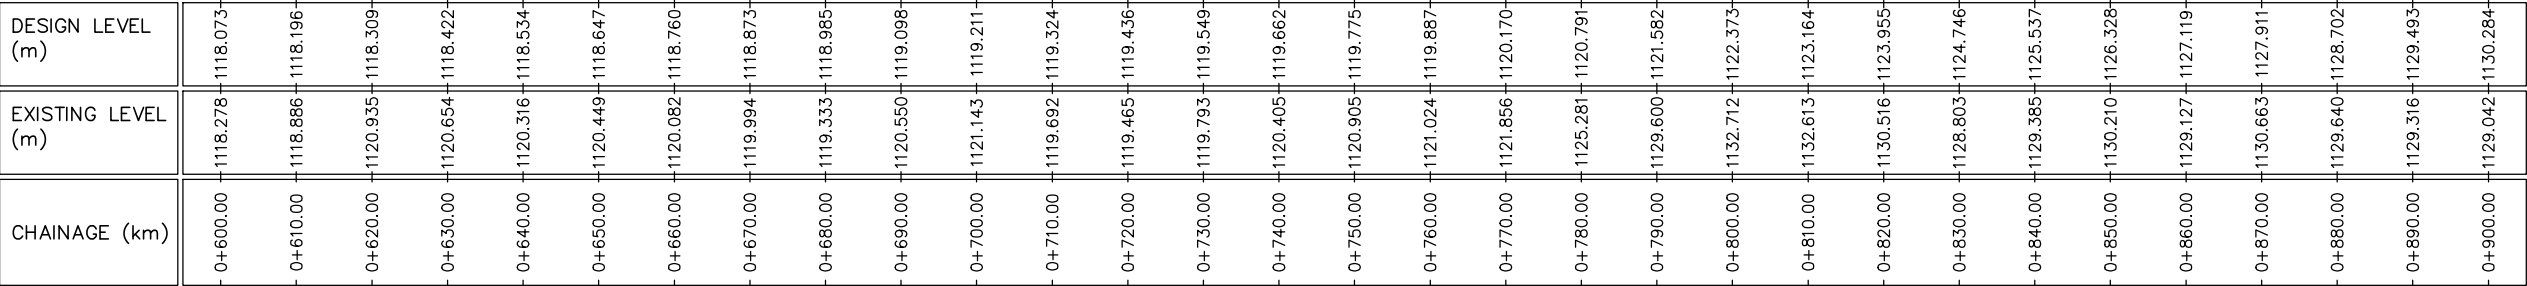 DESIGN LEVEL
(m)
1118.073 1118.196 1118.309 1118.422 1118.534 1118.647 1118.760 1118.873 1118.985 1119.098 1119.211 1119.324 1119.436 1119.549 1119.662 1119.775 1119.887 1120.170 1120.791 1121.582 1122.373 1123.164 1123.955 1124.746 1125.537 1126.328 1127.119 1127.911 1128.702 1129.493 1130.284
EXISTING LEVEL
(m)
1118.278 1118.886 1120.935 1120.654 1120.316 1120.449 1120.082 1119.994 1119.333 1120.550 1121.143 1119.692 1119.465 1119.793 1120.405 1120.905 1121.024 1121.856 1125.281 1129.600 1132.712 1132.613 1130.516 1128.803 1129.385 1130.210 1129.127 1130.663 1129.640 1129.316 1129.042
CHAINAGE (km)
0+600.00 0+610.00 0+620.00 0+630.00 0+640.00 0+650.00 0+660.00 0+670.00 0+680.00 0+690.00 0+700.00 0+710.00 0+720.00 0+730.00 0+740.00 0+750.00 0+760.00 0+770.00 0+780.00 0+790.00 0+800.00 0+810.00 0+820.00 0+830.00 0+840.00 0+850.00 0+860.00 0+870.00 0+880.00 0+890.00 0+900.00